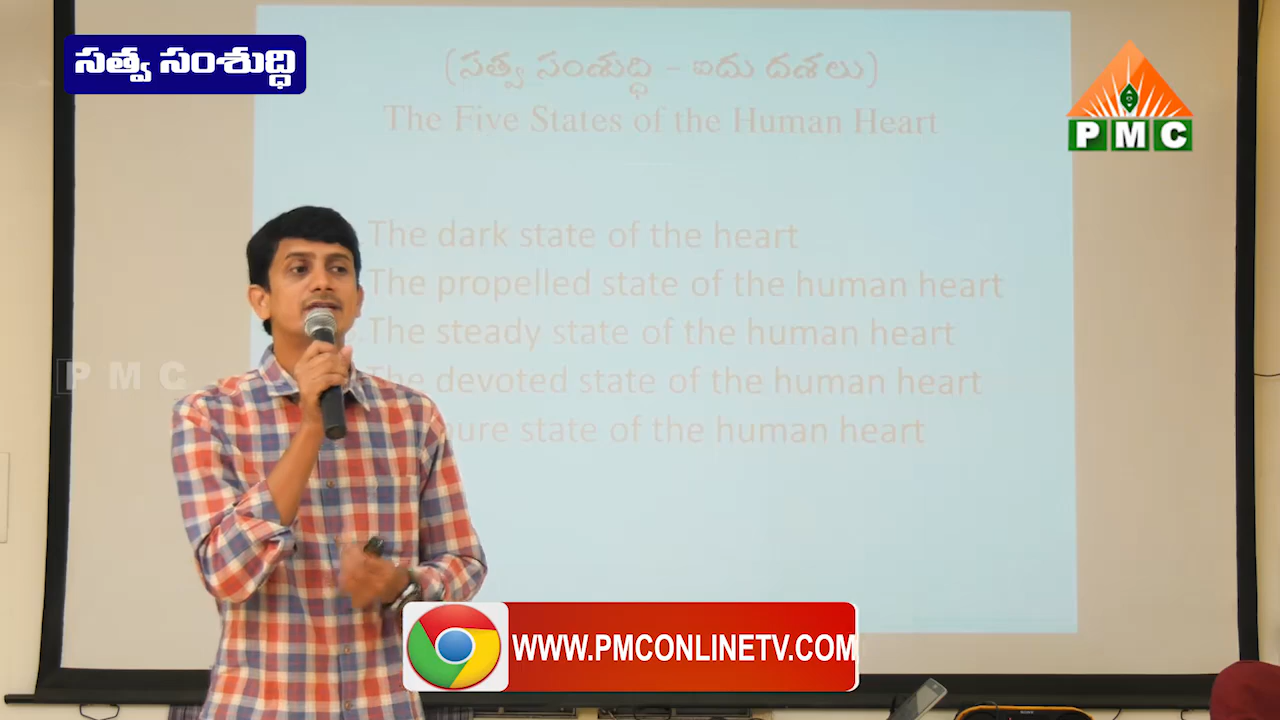 సత్వ సంశుద్ధి
(సత్వ సంశుద్ధి - ఐదు దశలు)
The Five States of the Human Heart
PMC
The dark state of the heart
The propelled state of the human heart
The steady state of the human heart
PMC
The devoted state of the human heart
pure state of the human heart
WWW.PMCONLINETV.COM